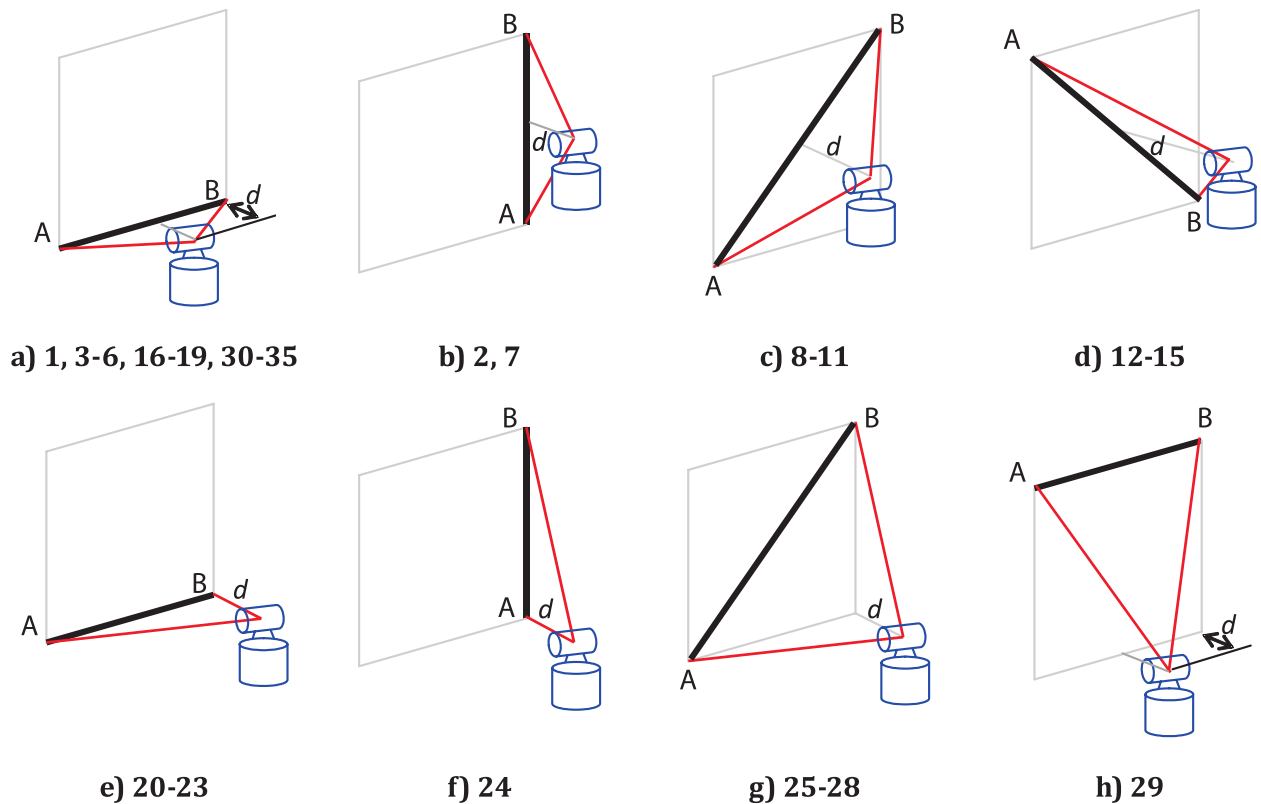 B
A
d
a) 1, 3-6, 16-19, 30-35
B
A
d
b) 2, 7
B
A
d
c) 8-11
A
B
d
d) 12-15
A
B
d
e) 20-23
B
A
d
f) 24
B
A
d
g) 25-28
B
A
d
h) 29